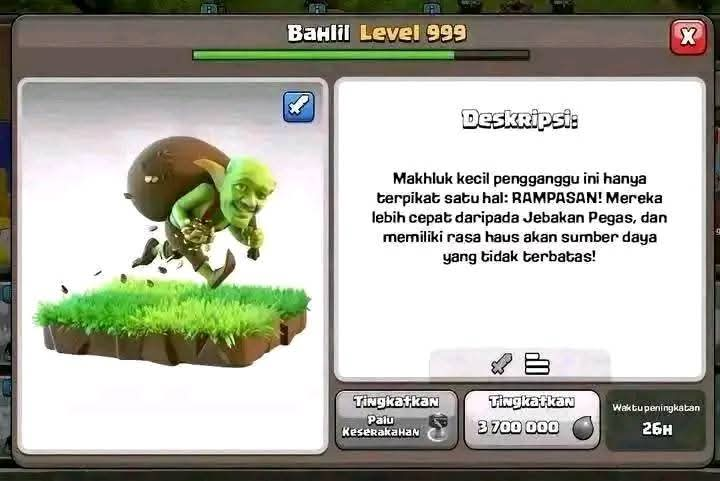 Bahlil Level 999
X
Deskripsi:
Makhluk kecil pengganggu ini hanya
terpikat satu hal: RAMPASAN! Mereka
lebih cepat daripada Jebakan Pegas, dan
memiliki rasa haus akan sumber daya
yang tidak terbatas!
Tingkatkan
Palu
Keserakahan
Tingkatkan
3 700 000
Waktu peningkatan
26H